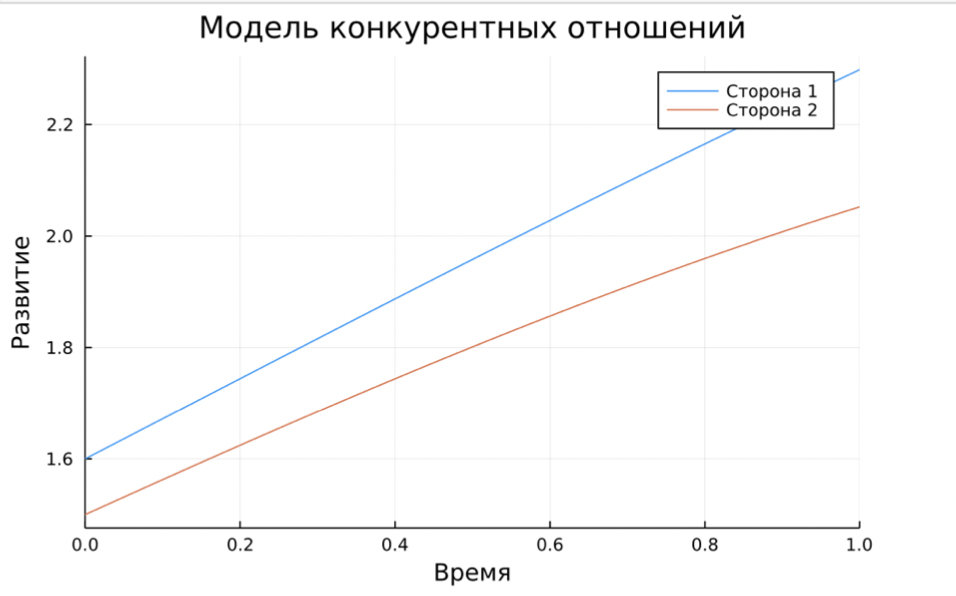 Модель конкурентных отношений
Сторона 1
Сторона 2
2.2
2.0
1.8
1.6
Развитие
0.0 0.2 0.4 0.6 0.8 1.0
Время